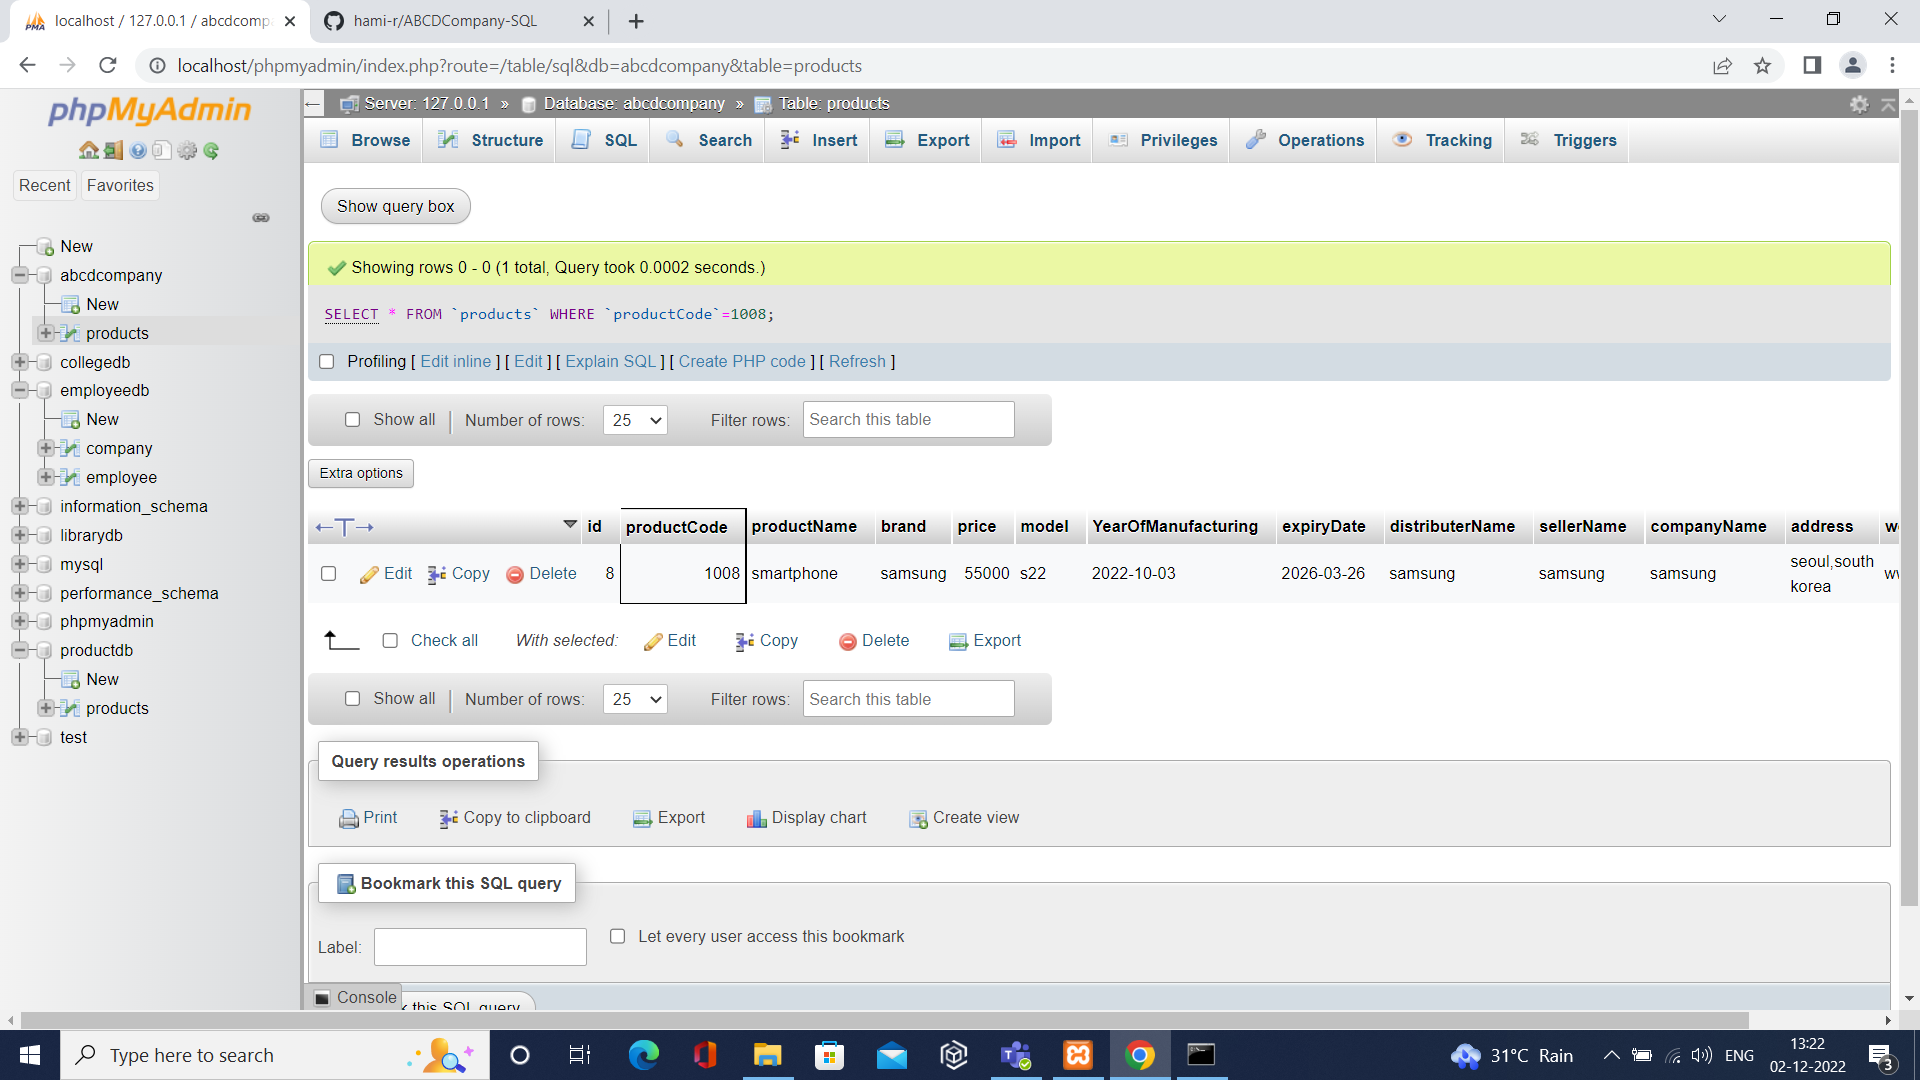 localhost / 127.0.0.1 / abcdcomp
hami-r/ABCDCompany-SQL
localhost/phpmyadmin/index.php?route=/table/sql&db=abcdcompany&table=products
phpMyAdmin
Recent Favorites
New
abcdcompany
New
products
collegedb
employeedb
New
company
employee
information_schema
librarydb
mysql
performance_schema
phpmyadmin
productdb
New
products
test
Server: 127.0.0.1 » Database: abcdcompany » Table: products
Browse Structure SQL Search Insert Export Import Privileges Operations Tracking Triggers
Show query box
Showing rows 0 - 0 (1 total, Query took 0.0002 seconds.)
SELECT * FROM `products` WHERE `productCode`=1008;
Profiling [ Edit inline ] [ Edit ] [ Explain SQL ] [ Create PHP code ] [ Refresh ]
Show all Number of rows: 25 Filter rows: Search this table
Extra options
←T→ id productCode productName brand price model YearOfManufacturing expiryDate distributerName sellerName companyName address w
Edit Copy Delete 8 1008 smartphone samsung 55000 s22 2022-10-03 2026-03-26 samsung samsung samsung seoul,south korea w
Check all With selected: Edit Copy Delete Export
Show all Number of rows: 25 Filter rows: Search this table
Query results operations
Print Copy to clipboard Export Display chart Create view
Bookmark this SQL query
Label: Let every user access this bookmark
Console
k this SQL query
Type here to search
31°C Rain
ENG
13:22
02-12-2022
3